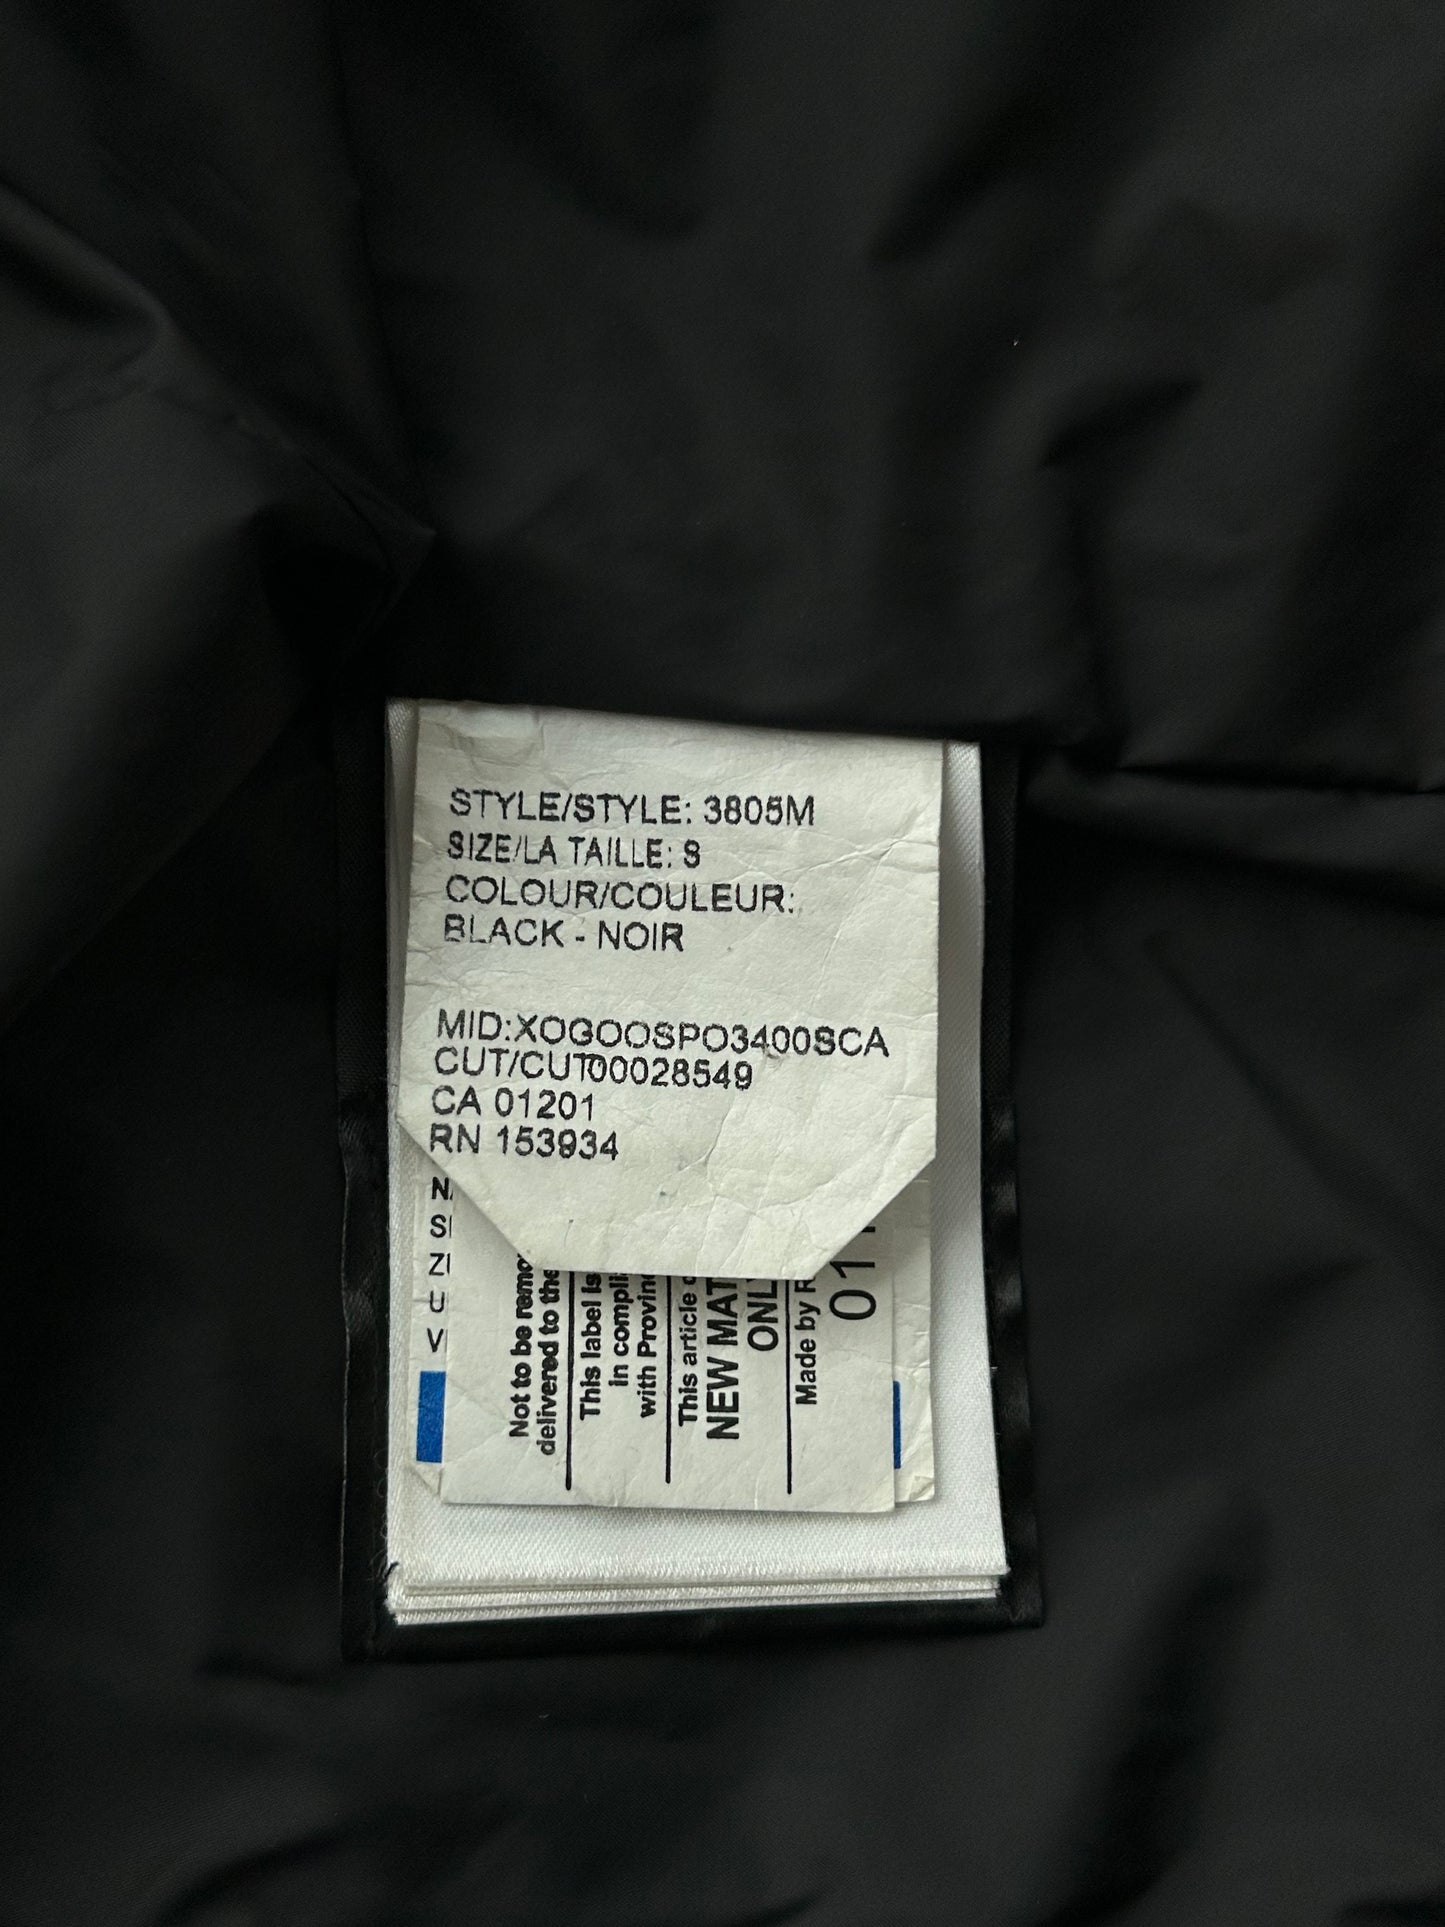 STYLE/STYLE: 3805M
SIZE/LA TAILLE: S
COLOUR/COULEUR:
BLACK - NOIR
MID:XOGOOSPO3400SCA
CUT/CUT00028549
CA 01201
RN 153934
Not to be remo
delivered to the
This label is
in compli
with Provin
This article
NEW MAT
ONL
Made by R
011